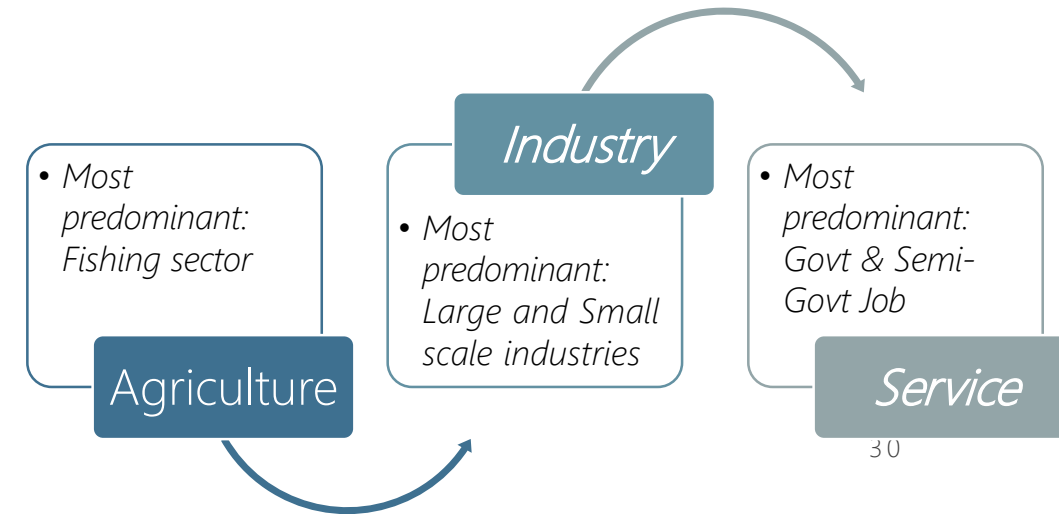 • Most
predominant:
Fishing sector
Agriculture
Industry
• Most
predominant:
Large and Small
scale industries
• Most
predominant:
Govt & Semi-
Govt Job
Service
30